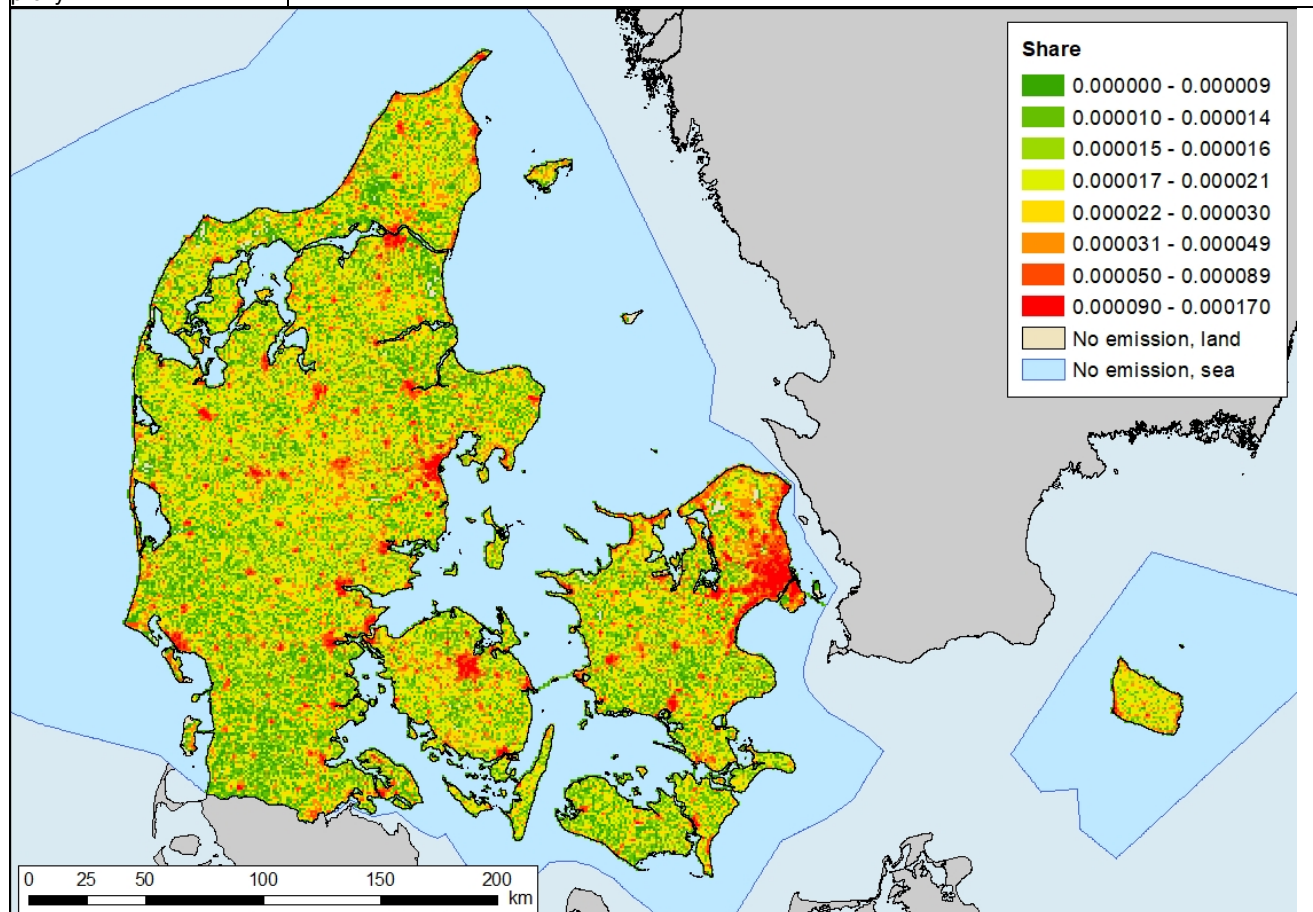 Share
0.000000 - 0.000009
0.000010 - 0.000014
0.000015 - 0.000016
0.000017 - 0.000021
0.000022 - 0.000030
0.000031 - 0.000049
0.000050 - 0.000089
0.000090 - 0.000170
No emission, land
No emission, sea
0 25 50 100 150 200
km